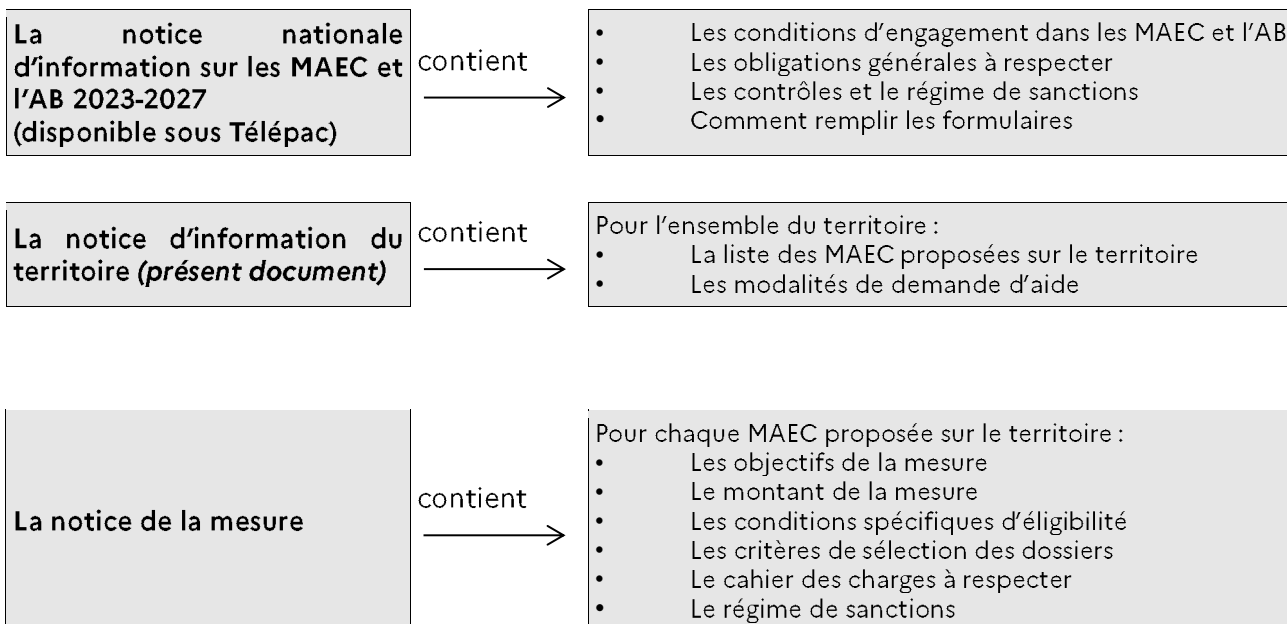 La notice nationale
d'information sur les MAEC et
l'AB 2023-2027
(disponible sous Télépac)
contient
• Les conditions d'engagement dans les MAEC et l'AB
• Les obligations générales à respecter
• Les contrôles et le régime de sanctions
• Comment remplir les formulaires
La notice d'information du
territoire (présent document)
contient
Pour l'ensemble du territoire :
• La liste des MAEC proposées sur le territoire
• Les modalités de demande d'aide
La notice de la mesure
contient
Pour chaque MAEC proposée sur le territoire :
• Les objectifs de la mesure
• Le montant de la mesure
• Les conditions spécifiques d'éligibilité
• Les critères de sélection des dossiers
• Le cahier des charges à respecter
• Le régime de sanctions